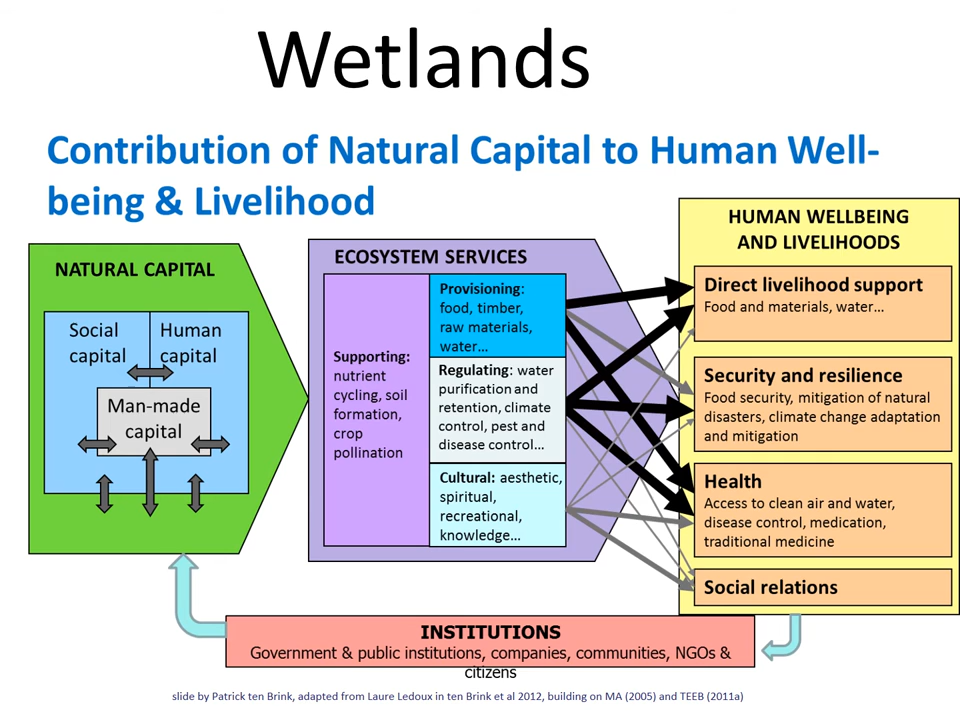 Wetlands
Contribution of Natural Capital to Human Well-
being & Livelihood
NATURAL CAPITAL
Social
capital
Human
capital
Man-made
capital
ECOSYSTEM SERVICES
Supporting:
nutrient
cycling, soil
formation,
crop
pollination
Provisioning:
food, timber,
raw materials,
water…
Regulating: water
purification and
retention, climate
control, pest and
disease control…
Cultural: aesthetic,
spiritual,
recreational,
knowledge…
HUMAN WELLBEING
AND LIVELIHOODS
Direct livelihood support
Food and materials, water…
Security and resilience
Food security, mitigation of natural
disasters, climate change adaptation
and mitigation
Health
Access to clean air and water,
disease control, medication,
traditional medicine
Social relations
INSTITUTIONS
Government & public institutions, companies, communities, NGOs &
citizens
slide by Patrick ten Brink, adapted from Laure Ledoux in ten Brink et al 2012, building on MA (2005) and TEEB (2011a)